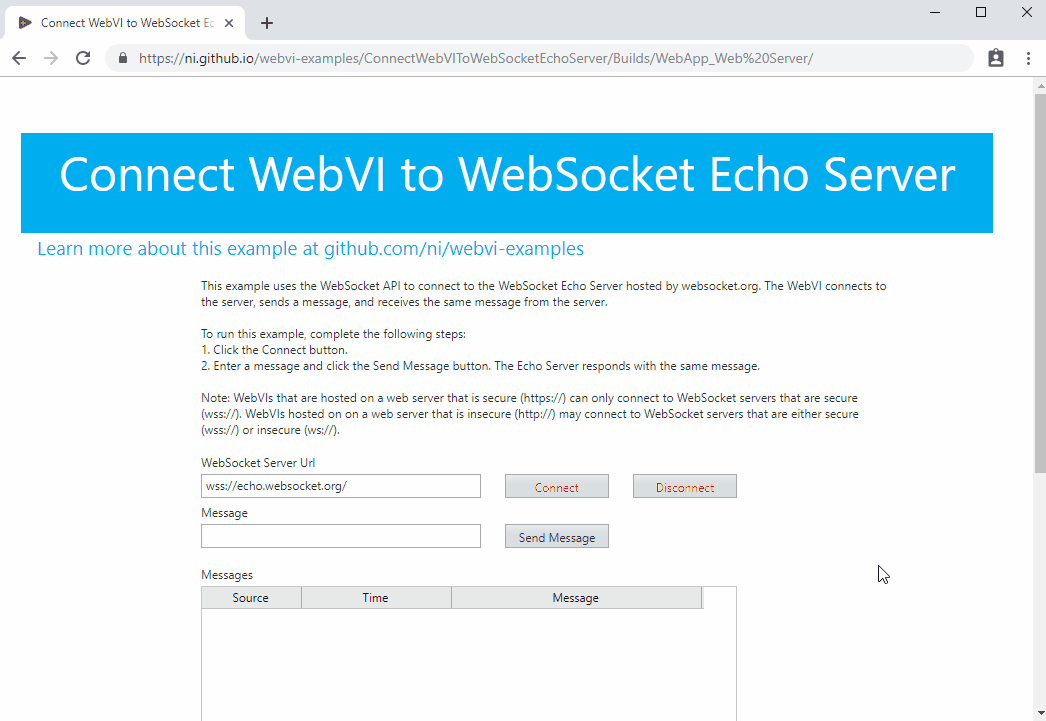 Connect WebVI to WebSocket Ec
https://ni.github.io/webvi-examples/ConnectWebVIToWebSocketEchoServer/Builds/WebApp_Web%20Server/
Connect WebVI to WebSocket Echo Server
Learn more about this example at github.com/ni/webvi-examples
This example uses the WebSocket API to connect to the WebSocket Echo Server hosted by websocket.org. The WebVI connects to
the server, sends a message, and receives the same message from the server.
To run this example, complete the following steps:
1. Click the Connect button.
2. Enter a message and click the Send Message button. The Echo Server responds with the same message.
Note: WebVIs that are hosted on a web server that is secure (https://) can only connect to WebSocket servers that are secure
(wss://). WebVIs hosted on on a web server that is insecure (http://) may connect to WebSocket servers that are either secure
(wss://) or insecure (ws://).
WebSocket Server Url
wss://echo.websocket.org/ Connect Disconnect
Message
Send Message
Messages
Source Time Message